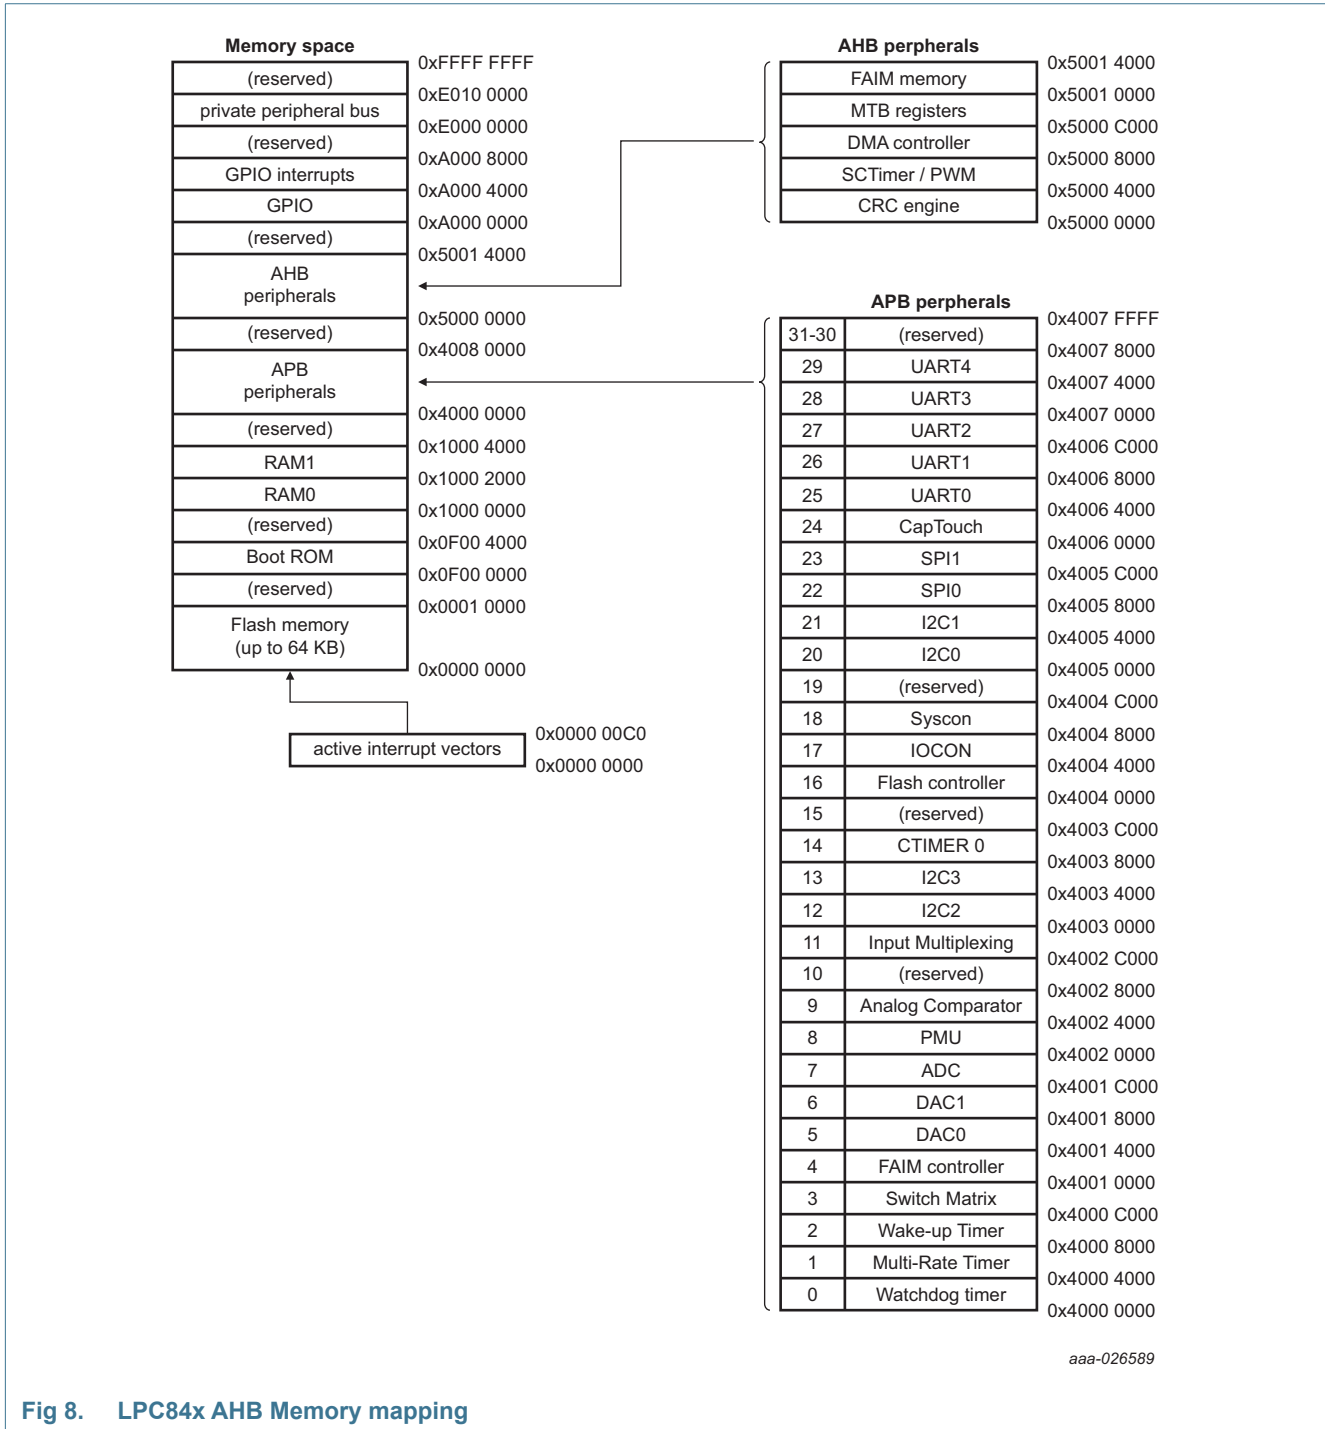 Memory space
0xFFFF FFFF
(reserved)
0xE010 0000
private peripheral bus
0xE000 0000
(reserved)
0xA000 8000
GPIO interrupts
0xA000 4000
GPIO
0xA000 0000
(reserved)
0x5001 4000
AHB
peripherals
0x5000 0000
(reserved)
0x4008 0000
APB
peripherals
0x4000 0000
(reserved)
0x1000 4000
RAM1
0x1000 2000
RAM0
0x1000 0000
(reserved)
0x0F00 4000
Boot ROM
0x0F00 0000
(reserved)
0x0001 0000
Flash memory
(up to 64 KB)
0x0000 0000
0x0000 00C0
active interrupt vectors
0x0000 0000
AHB perpherals
0x5001 4000
FAIM memory
0x5001 0000
MTB registers
0x5000 C000
DMA controller
0x5000 8000
SCTimer / PWM
0x5000 4000
CRC engine
0x5000 0000
APB perpherals
0x4007 FFFF
31-30 (reserved)
0x4007 8000
29 UART4
0x4007 4000
28 UART3
0x4007 0000
27 UART2
0x4006 C000
26 UART1
0x4006 8000
25 UART0
0x4006 4000
24 CapTouch
0x4006 0000
23 SPI1
0x4005 C000
22 SPI0
0x4005 8000
21 I2C1
0x4005 4000
20 I2C0
0x4005 0000
19 (reserved)
0x4004 C000
18 Syscon
0x4004 8000
17 IOCON
0x4004 4000
16 Flash controller
0x4004 0000
15 (reserved)
0x4003 C000
14 CTIMER 0
0x4003 8000
13 I2C3
0x4003 4000
12 I2C2
0x4003 0000
11 Input Multiplexing
0x4002 C000
10 (reserved)
0x4002 8000
9 Analog Comparator
0x4002 4000
8 PMU
0x4002 0000
7 ADC
0x4001 C000
6 DAC1
0x4001 8000
5 DAC0
0x4001 4000
4 FAIM controller
0x4001 0000
3 Switch Matrix
0x4000 C000
2 Wake-up Timer
0x4000 8000
1 Multi-Rate Timer
0x4000 4000
0 Watchdog timer
0x4000 0000
aaa-026589
Fig 8. LPC84x AHB Memory mapping